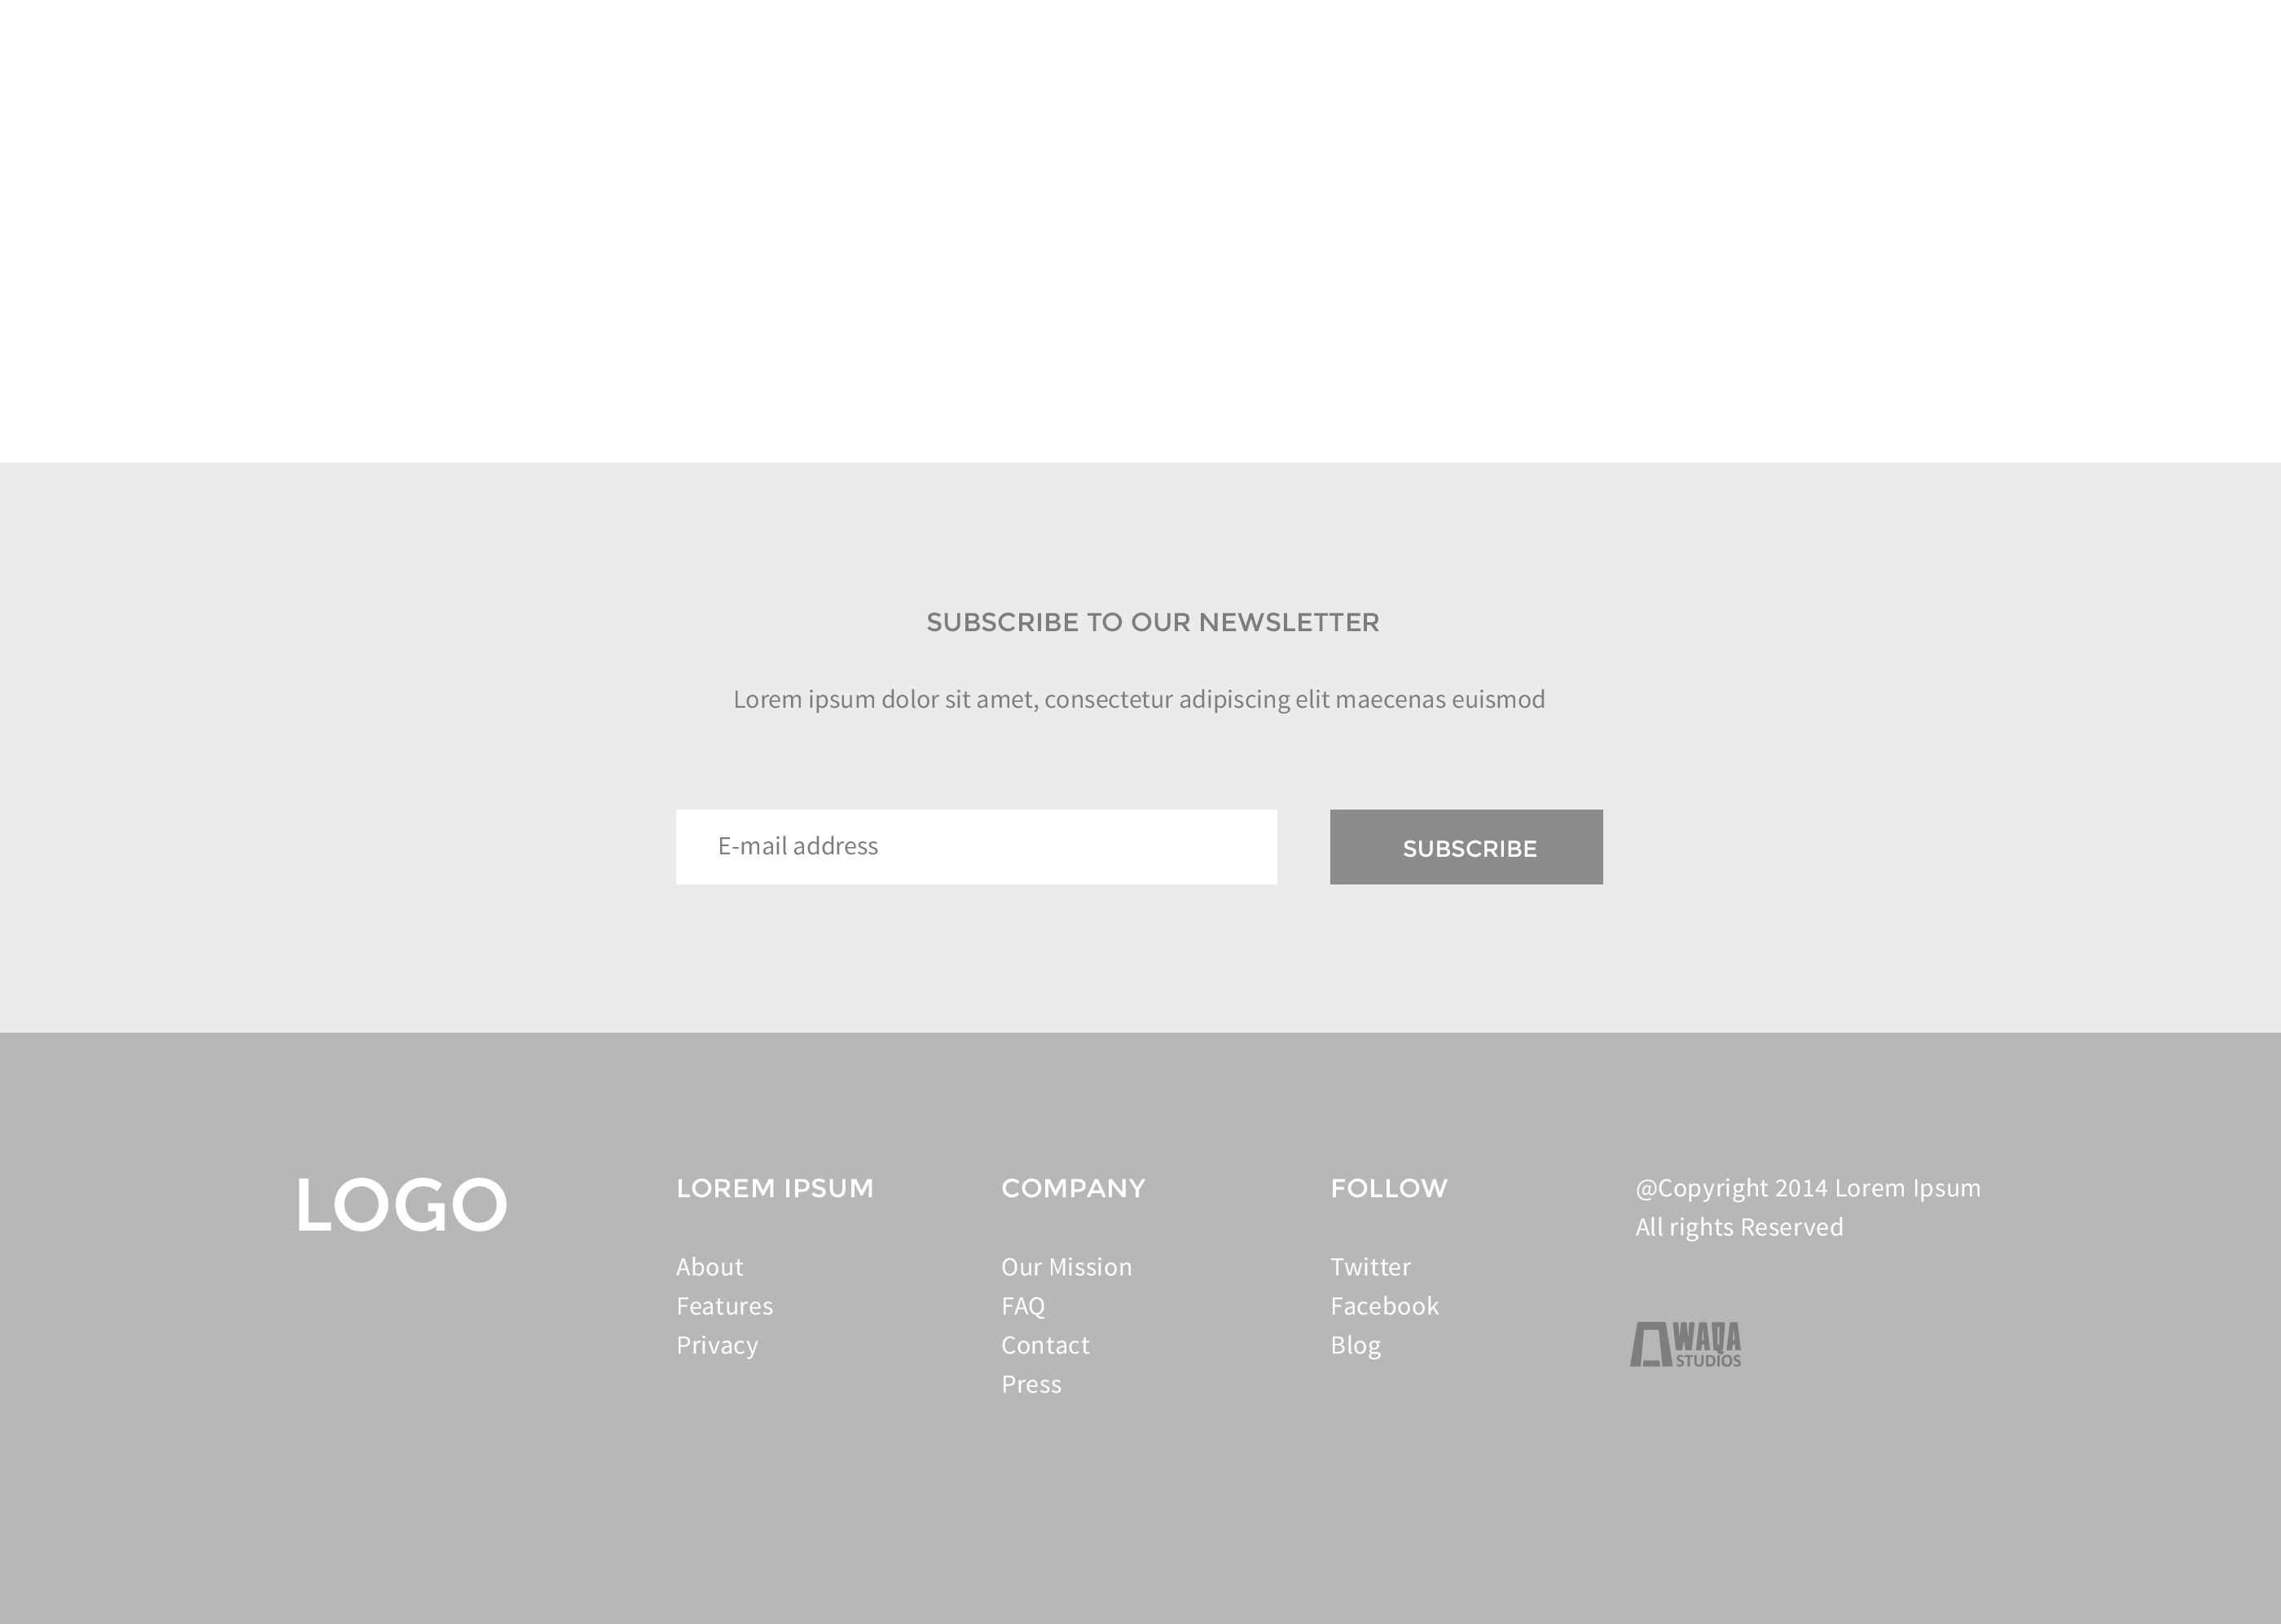 SUBSCRIBE TO OUR NEWSLETTER
Lorem ipsum dolor sit amet, consectetur adipiscing elit maecenas euismod
E-mail address
SUBSCRIBE
LOGO
LOREM IPSUM
About
Features
Privacy
COMPANY
Our Mission
FAQ
Contact
Press
FOLLOW
Twitter
Facebook
Blog
@Copyright 2014 Lorem Ipsum
All rights Reserved
WAQA
STUDIOS